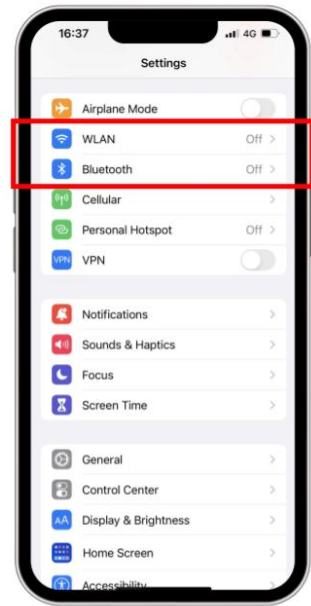 16:37 4G
Settings
Airplane Mode
WLAN Off
Bluetooth Off
Cellular
Personal Hotspot Off
VPN VPN
Notifications
Sounds & Haptics
Focus
Screen Time
General
Control Center
AA Display & Brightness
Home Screen
Accessibility